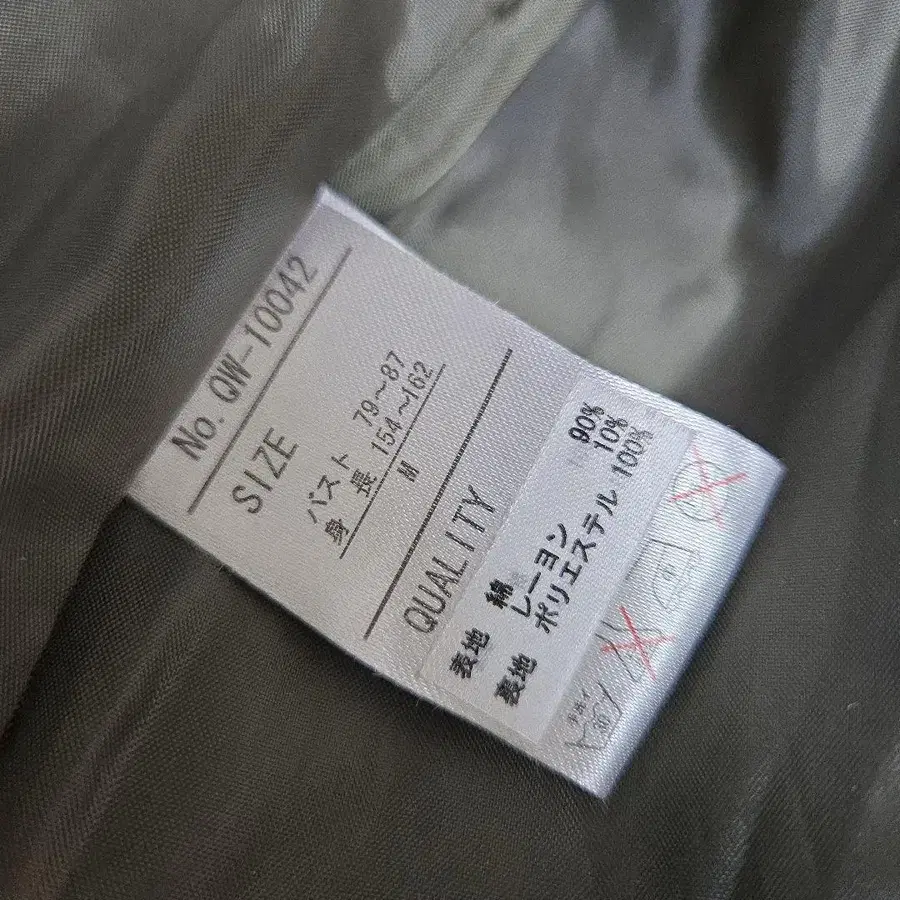 No. QW-10042
SIZE
バスト 79～87
身長 154～162
M
QUALITY
表地 綿 90%
レーヨン 10%
裏地 ポリエステル 100%